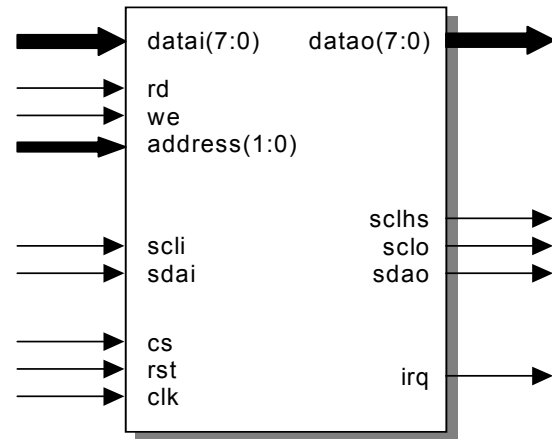 datai(7:0) datao(7:0)
rd
we
address(1:0)
sclhs
scli sclo
sdai sdao
cs
rst irq
clk